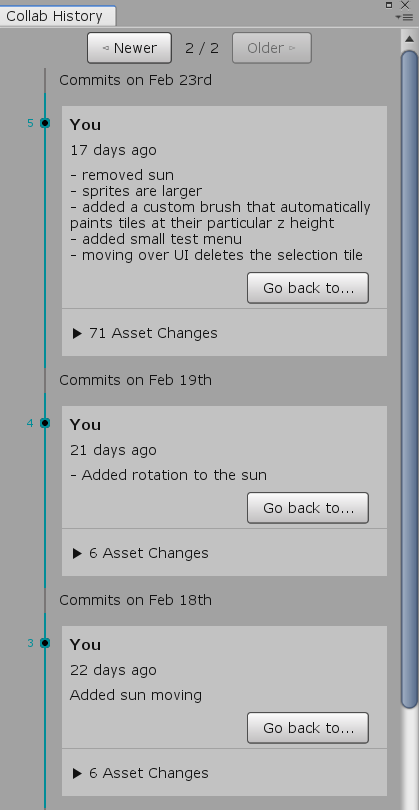 Collab History
Newer
2 / 2
Older
Commits on Feb 23rd
5
You
17 days ago
- removed sun
- sprites are larger
- added a custom brush that automatically
paints tiles at their particular z height
- added small test menu
- moving over UI deletes the selection tile
Go back to...
71 Asset Changes
Commits on Feb 19th
4
You
21 days ago
- Added rotation to the sun
Go back to...
6 Asset Changes
Commits on Feb 18th
3
You
22 days ago
Added sun moving
Go back to...
6 Asset Changes